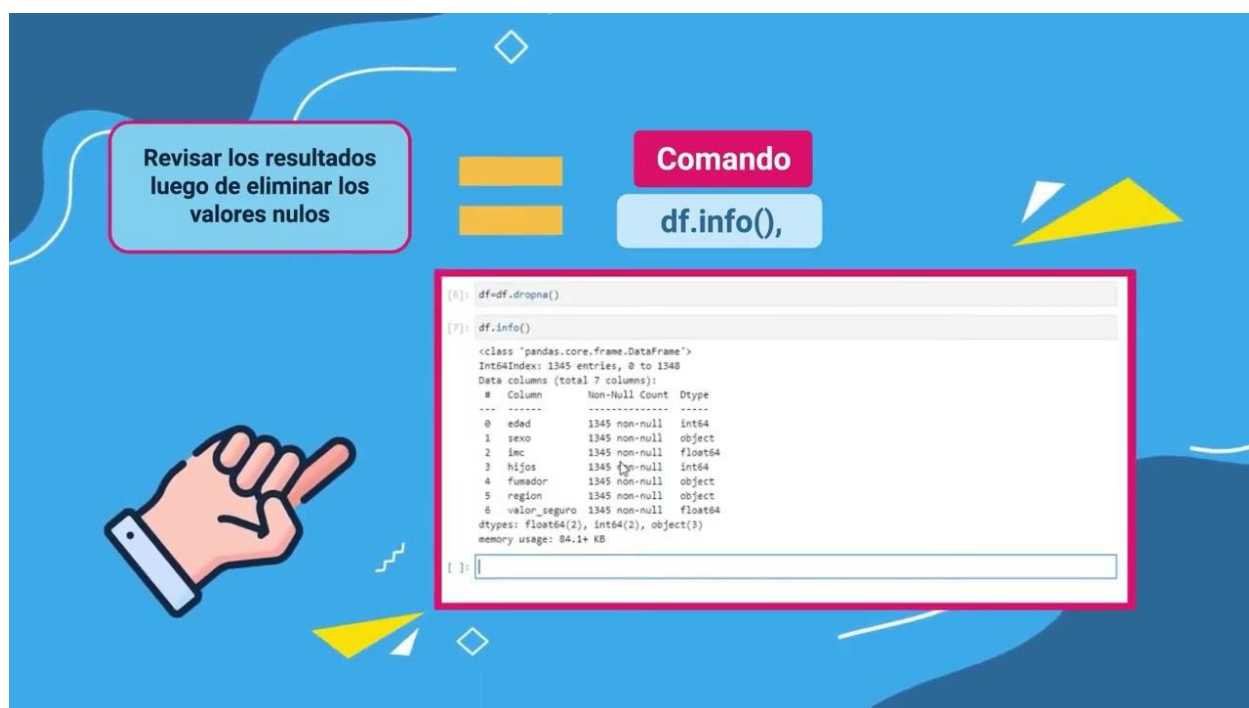 Revisar los resultados
luego de eliminar los
valores nulos
Comando
df.info(),
[6]: df=df.dropna()
[7]: df.info()
<class 'pandas.core.frame.DataFrame'>
Int64Index: 1345 entries, 0 to 1348
Data columns (total 7 columns):
# Column Non-Null Count Dtype
--- ------ -------------- -----
0 edad 1345 non-null int64
1 sexo 1345 non-null object
2 imc 1345 non-null float64
3 hijos 1345 non-null int64
4 fumador 1345 non-null object
5 region 1345 non-null object
6 valor_seguro 1345 non-null float64
dtypes: float64(2), int64(2), object(3)
memory usage: 84.1+ KB
[ ]: